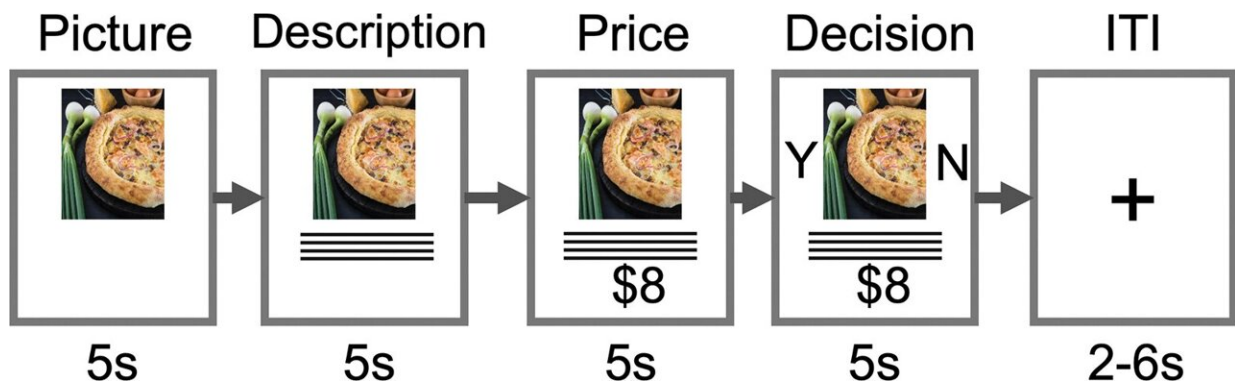 Picture Description Price Decision ITI
Y N
+
$8 $8
5s 5s 5s 5s 2-6s